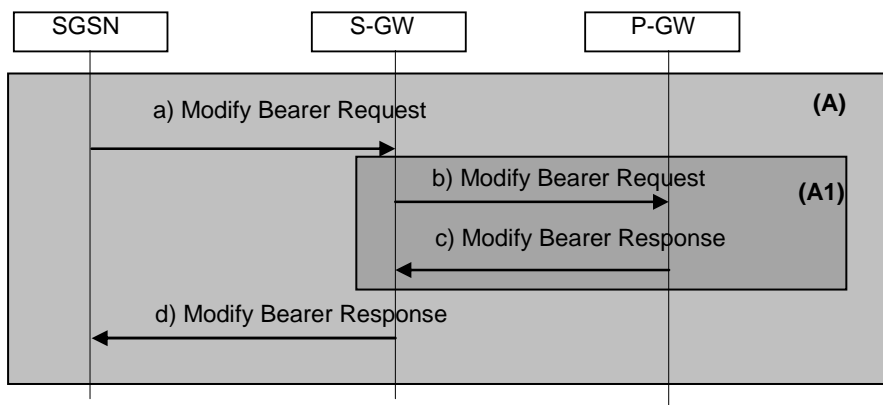 SGSN
S-GW
P-GW
(A)
a) Modify Bearer Request
b) Modify Bearer Request
(A1)
c) Modify Bearer Response
d) Modify Bearer Response